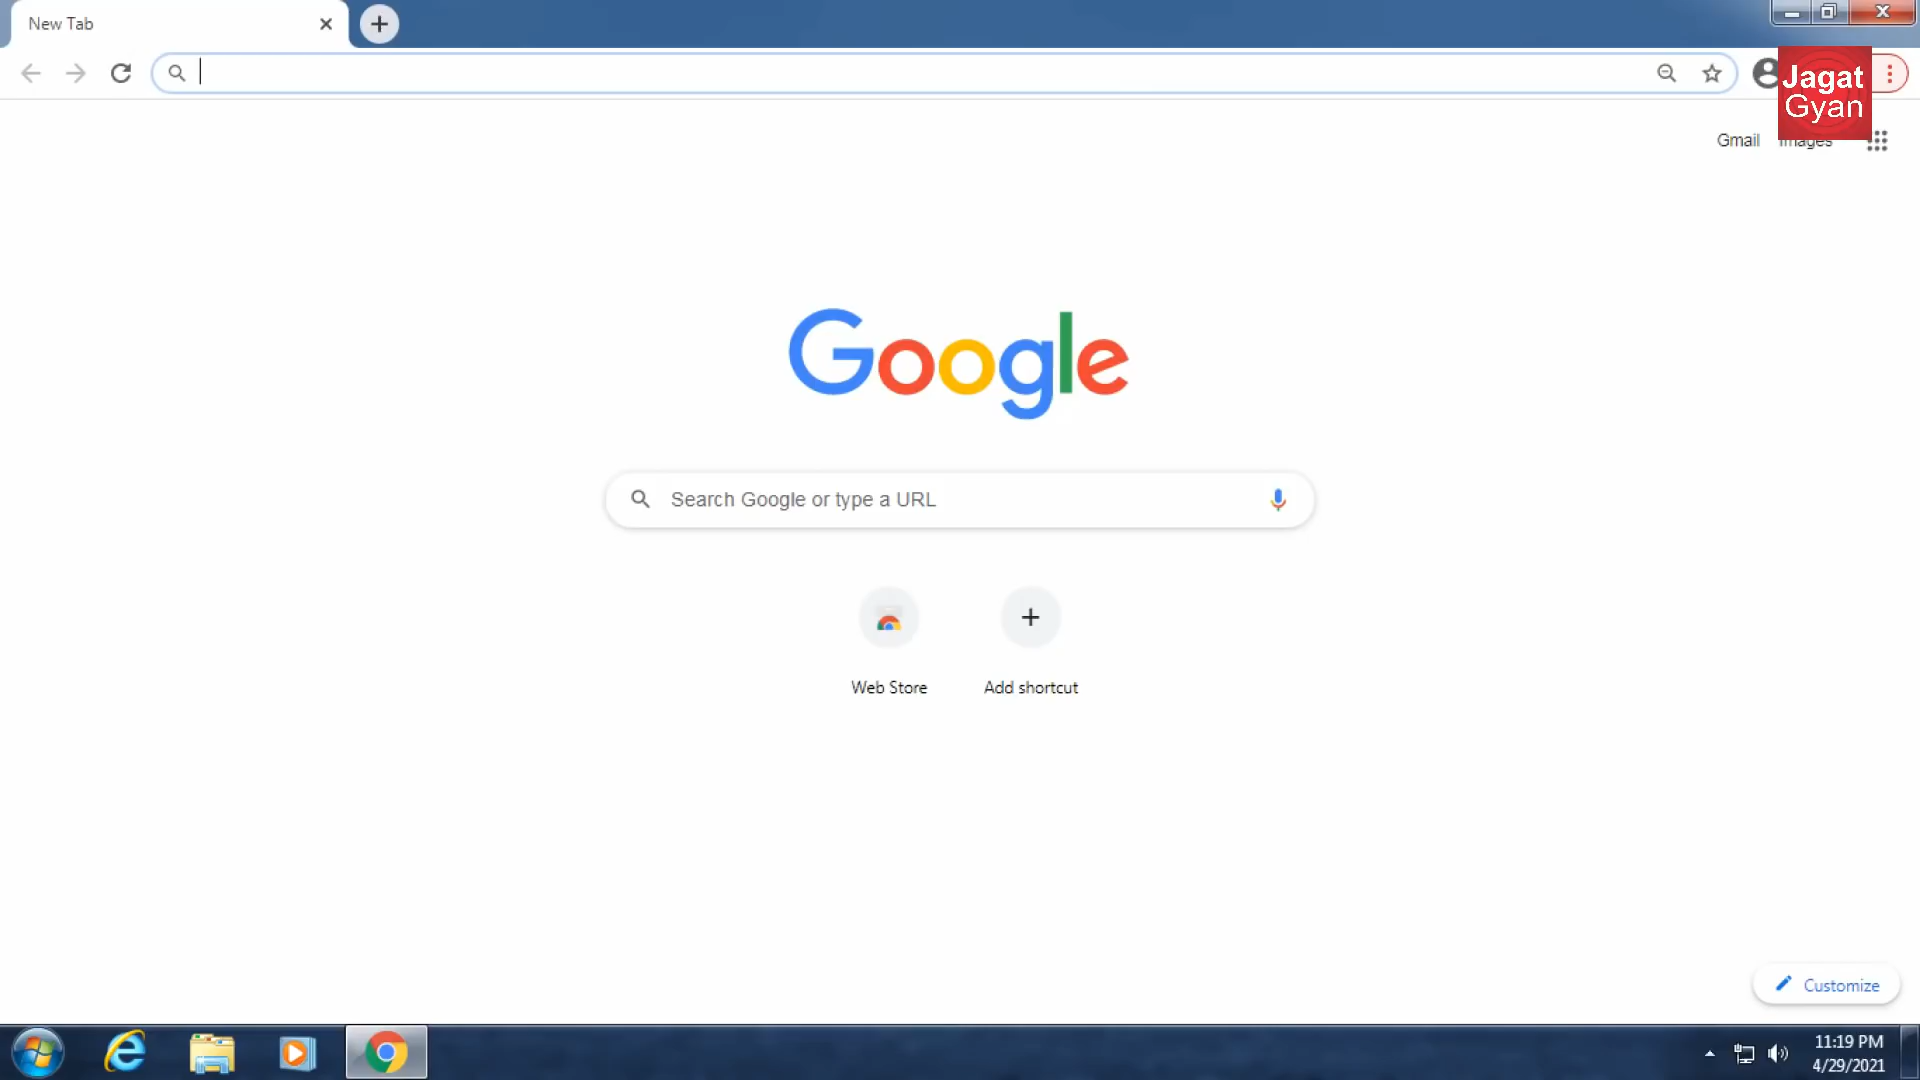 New Tab
Jagat
Gyan
Gmail
Images
Google
Search Google or type a URL
Web Store
Add shortcut
Customize
11:19 PM
4/29/2021